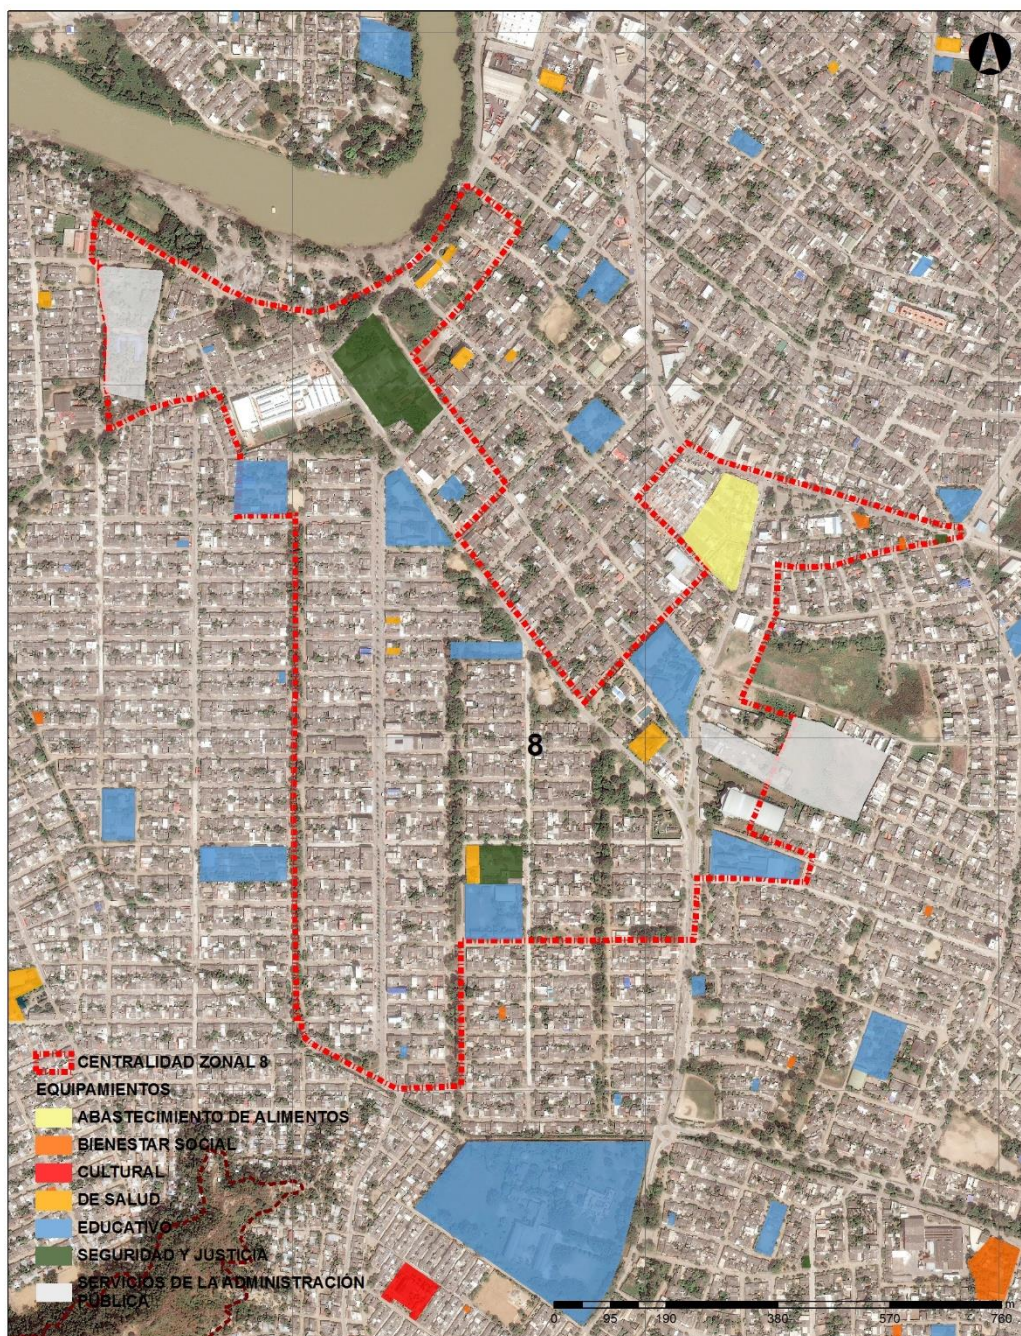 8
CENTRALIDAD ZONAL 8
EQUIPAMIENTOS
ABASTECIMIENTO DE ALIMENTOS
BIENESTAR SOCIAL
CULTURAL
DE SALUD
EDUCATIVO
SEGURIDAD Y JUSTICIA
SERVICIOS DE LA ADMINISTRACIÓN
PÚBLICA
m
0 95 190 380 570 760